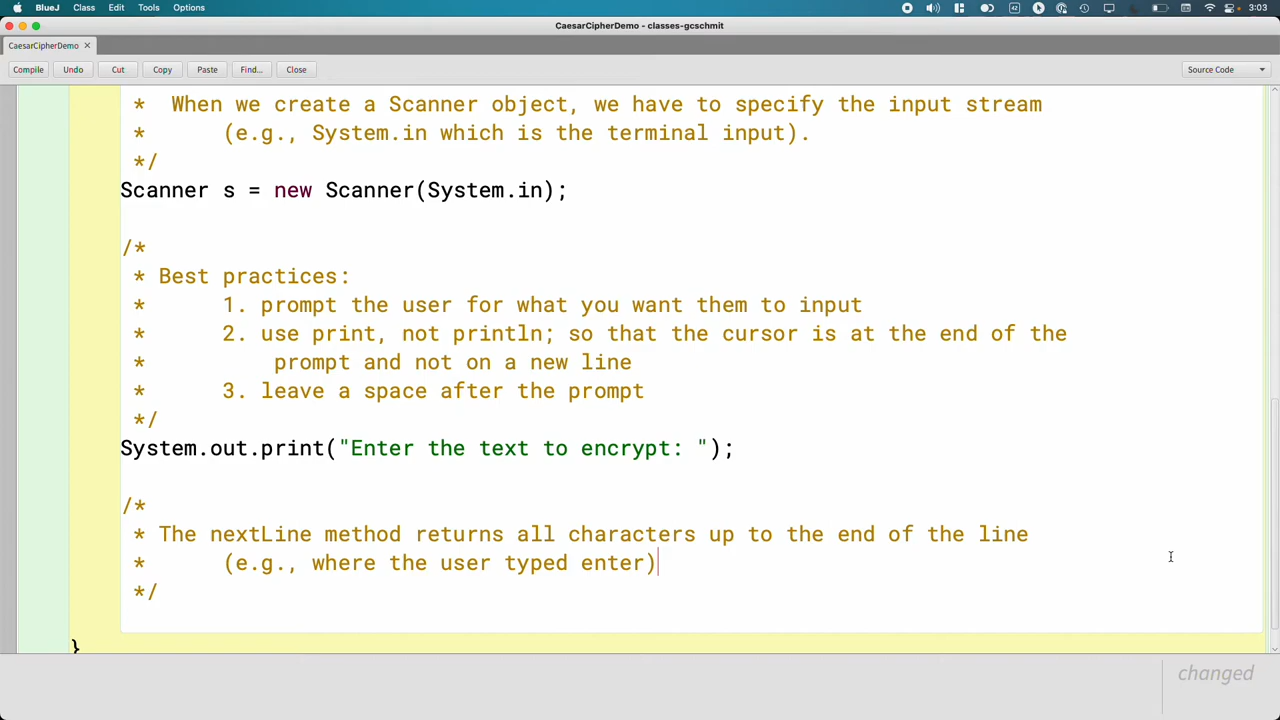 BlueJ Class Edit Tools Options 3:03
CaesarCipherDemo - classes-gcschmit
CaesarCipherDemo
Compile Undo Cut Copy Paste Find... Close Source Code
* When we create a Scanner object, we have to specify the input stream
* (e.g., System.in which is the terminal input).
*/
Scanner s = new Scanner(System.in);
/*
* Best practices:
* 1. prompt the user for what you want them to input
* 2. use print, not println; so that the cursor is at the end of the
* prompt and not on a new line
* 3. leave a space after the prompt
*/
System.out.print("Enter the text to encrypt: ");
/*
* The nextLine method returns all characters up to the end of the line
* (e.g., where the user typed enter)
*/
}
changed